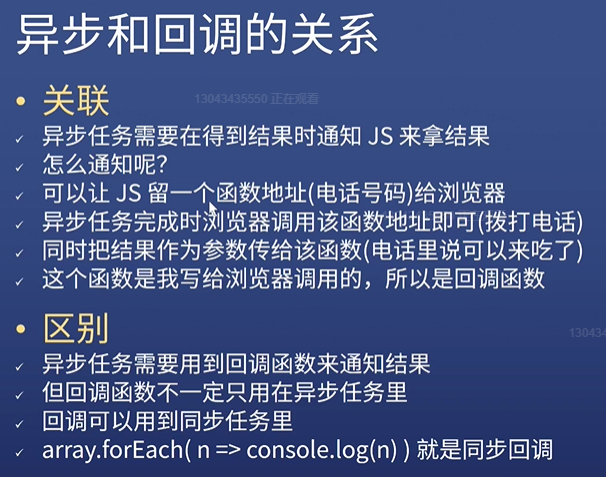 异步和回调的关系
• 关联
13043435550 正在观看
✓ 异步任务需要在得到结果时通知 JS 来拿结果
✓ 怎么通知呢?
✓ 可以让 JS 留一个函数地址(电话号码)给浏览器
✓ 异步任务完成时浏览器调用该函数地址即可(拨打电话)
✓ 同时把结果作为参数传给该函数(电话里说可以来吃了)
✓ 这个函数是我写给浏览器调用的，所以是回调函数
• 区别
13043
✓ 异步任务需要用到回调函数来通知结果
✓ 但回调函数不一定只用在异步任务里
✓ 回调可以用到同步任务里
✓ array.forEach( n => console.log(n) ) 就是同步回调